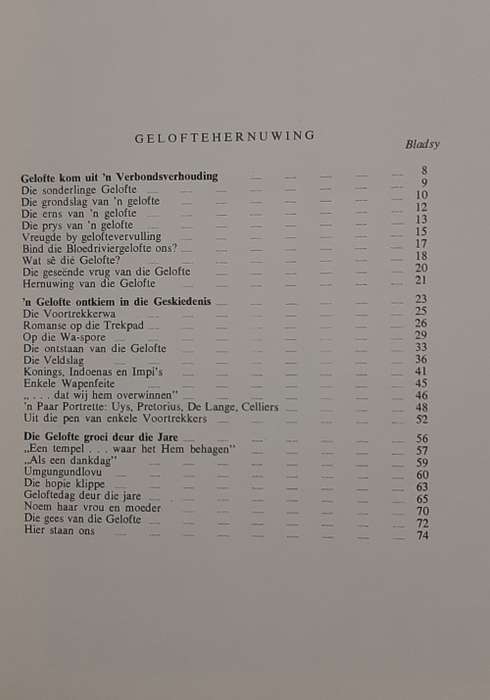 GELOFTEHERNUWING
Bladsy
Gelofte kom uit 'n Verbondsverhouding 8
Die sonderlinge Gelofte 9
Die grondslag van 'n gelofte 10
Die erns van 'n gelofte 12
Die prys van 'n gelofte 13
Vreugde by geloftevervulling 15
Bind die Bloedriviergelofte ons? 17
Wat sê dié Gelofte? 18
Die geseënde vrug van die Gelofte 20
Hernuwing van die Gelofte 21
'n Gelofte ontkiem in die Geskiedenis 23
Die Voortrekkerwa 25
Romanse op die Trekpad 26
Op die Wa-spore 29
Die ontstaan van die Gelofte 33
Die Veldslag 36
Konings, Indoenas en Impi's 41
Enkele Wapenfeite 45
„. . . dat wij hem overwinnen” 46
'n Paar Portrette: Uys, Pretorius, De Lange, Celliers 48
Uit die pen van enkele Voortrekkers 52
Die Gelofte groei deur die Jare 56
„Een tempel . . . waar het Hem behagen” 57
„Als een dankdag” 59
Umgungundlovu 60
Die hopie klippe 63
Geloftedag deur die jare 65
Noem haar vrou en moeder 70
Die gees van die Gelofte 72
Hier staan ons 74